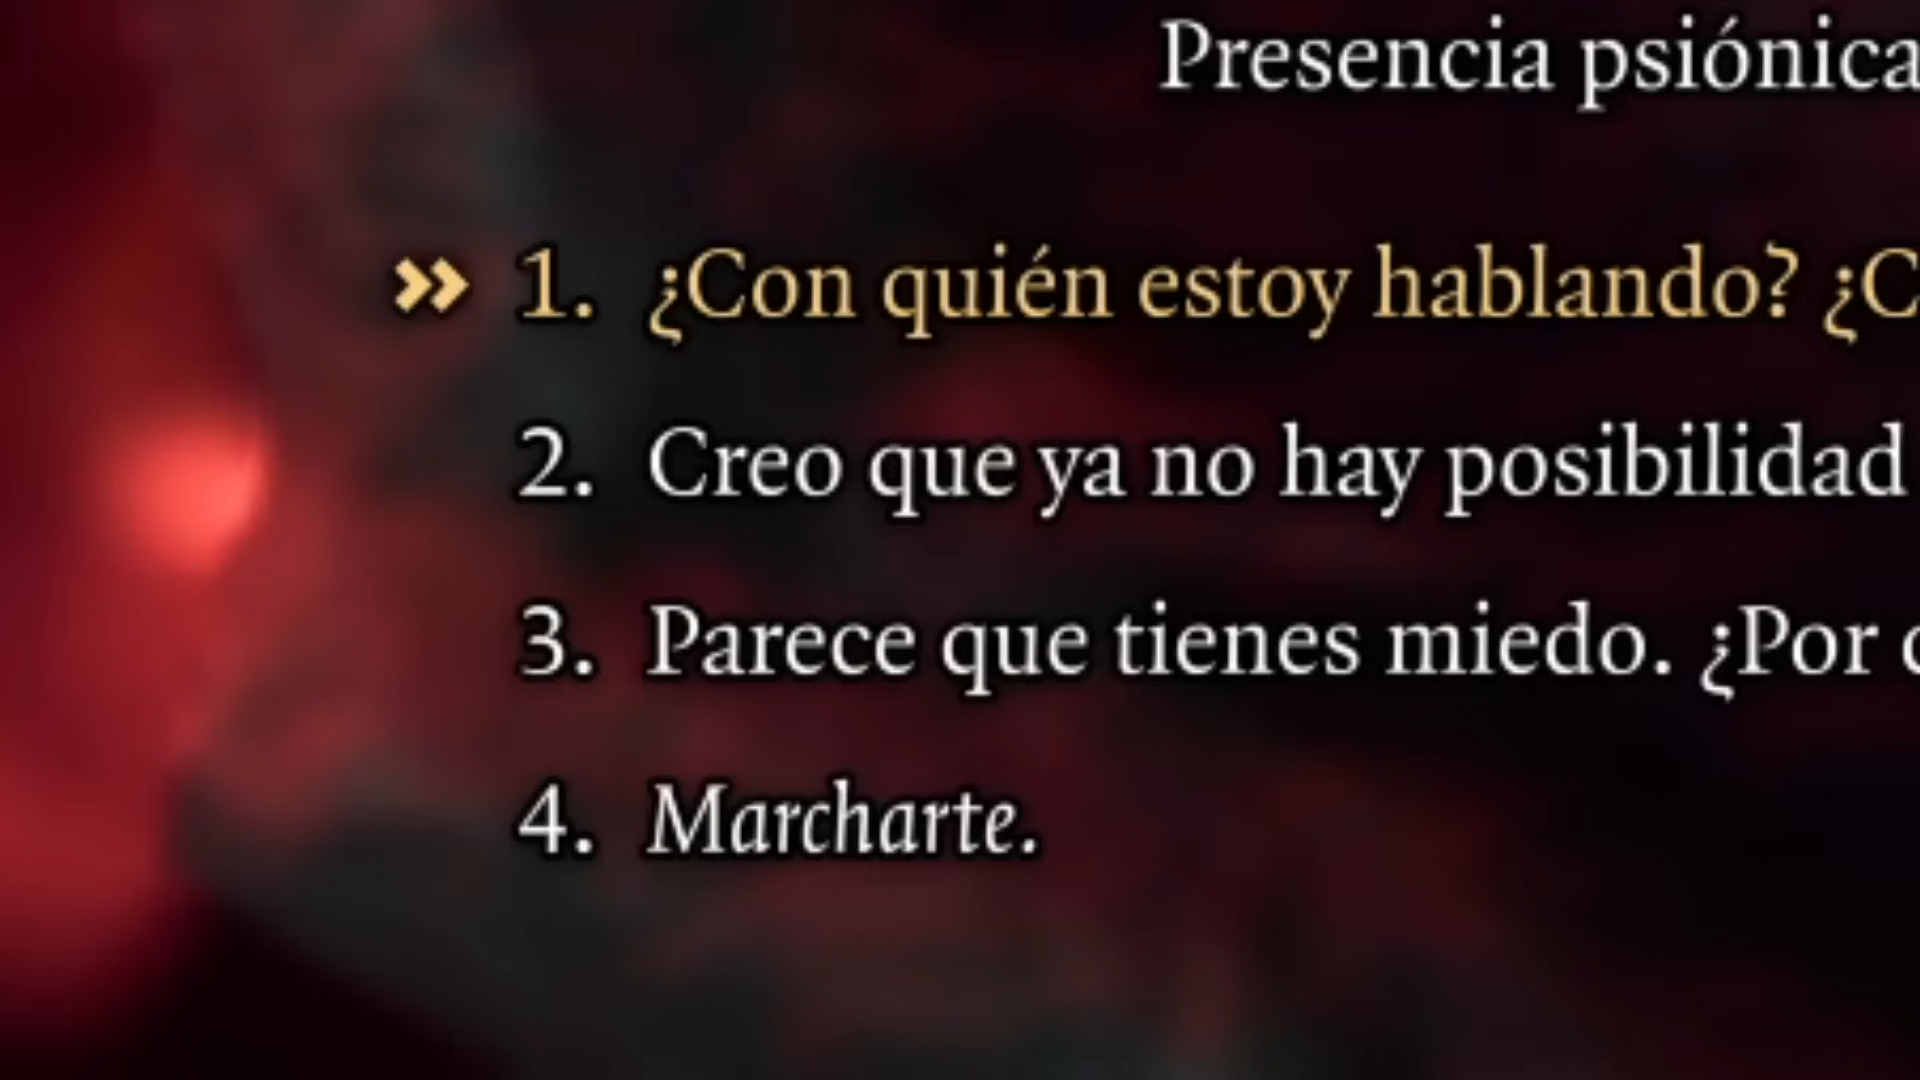 Presencia psiónica
» 1. ¿Con quién estoy hablando? ¿C
2. Creo que ya no hay posibilidad
3. Parece que tienes miedo. ¿Por
4. Marcharte.